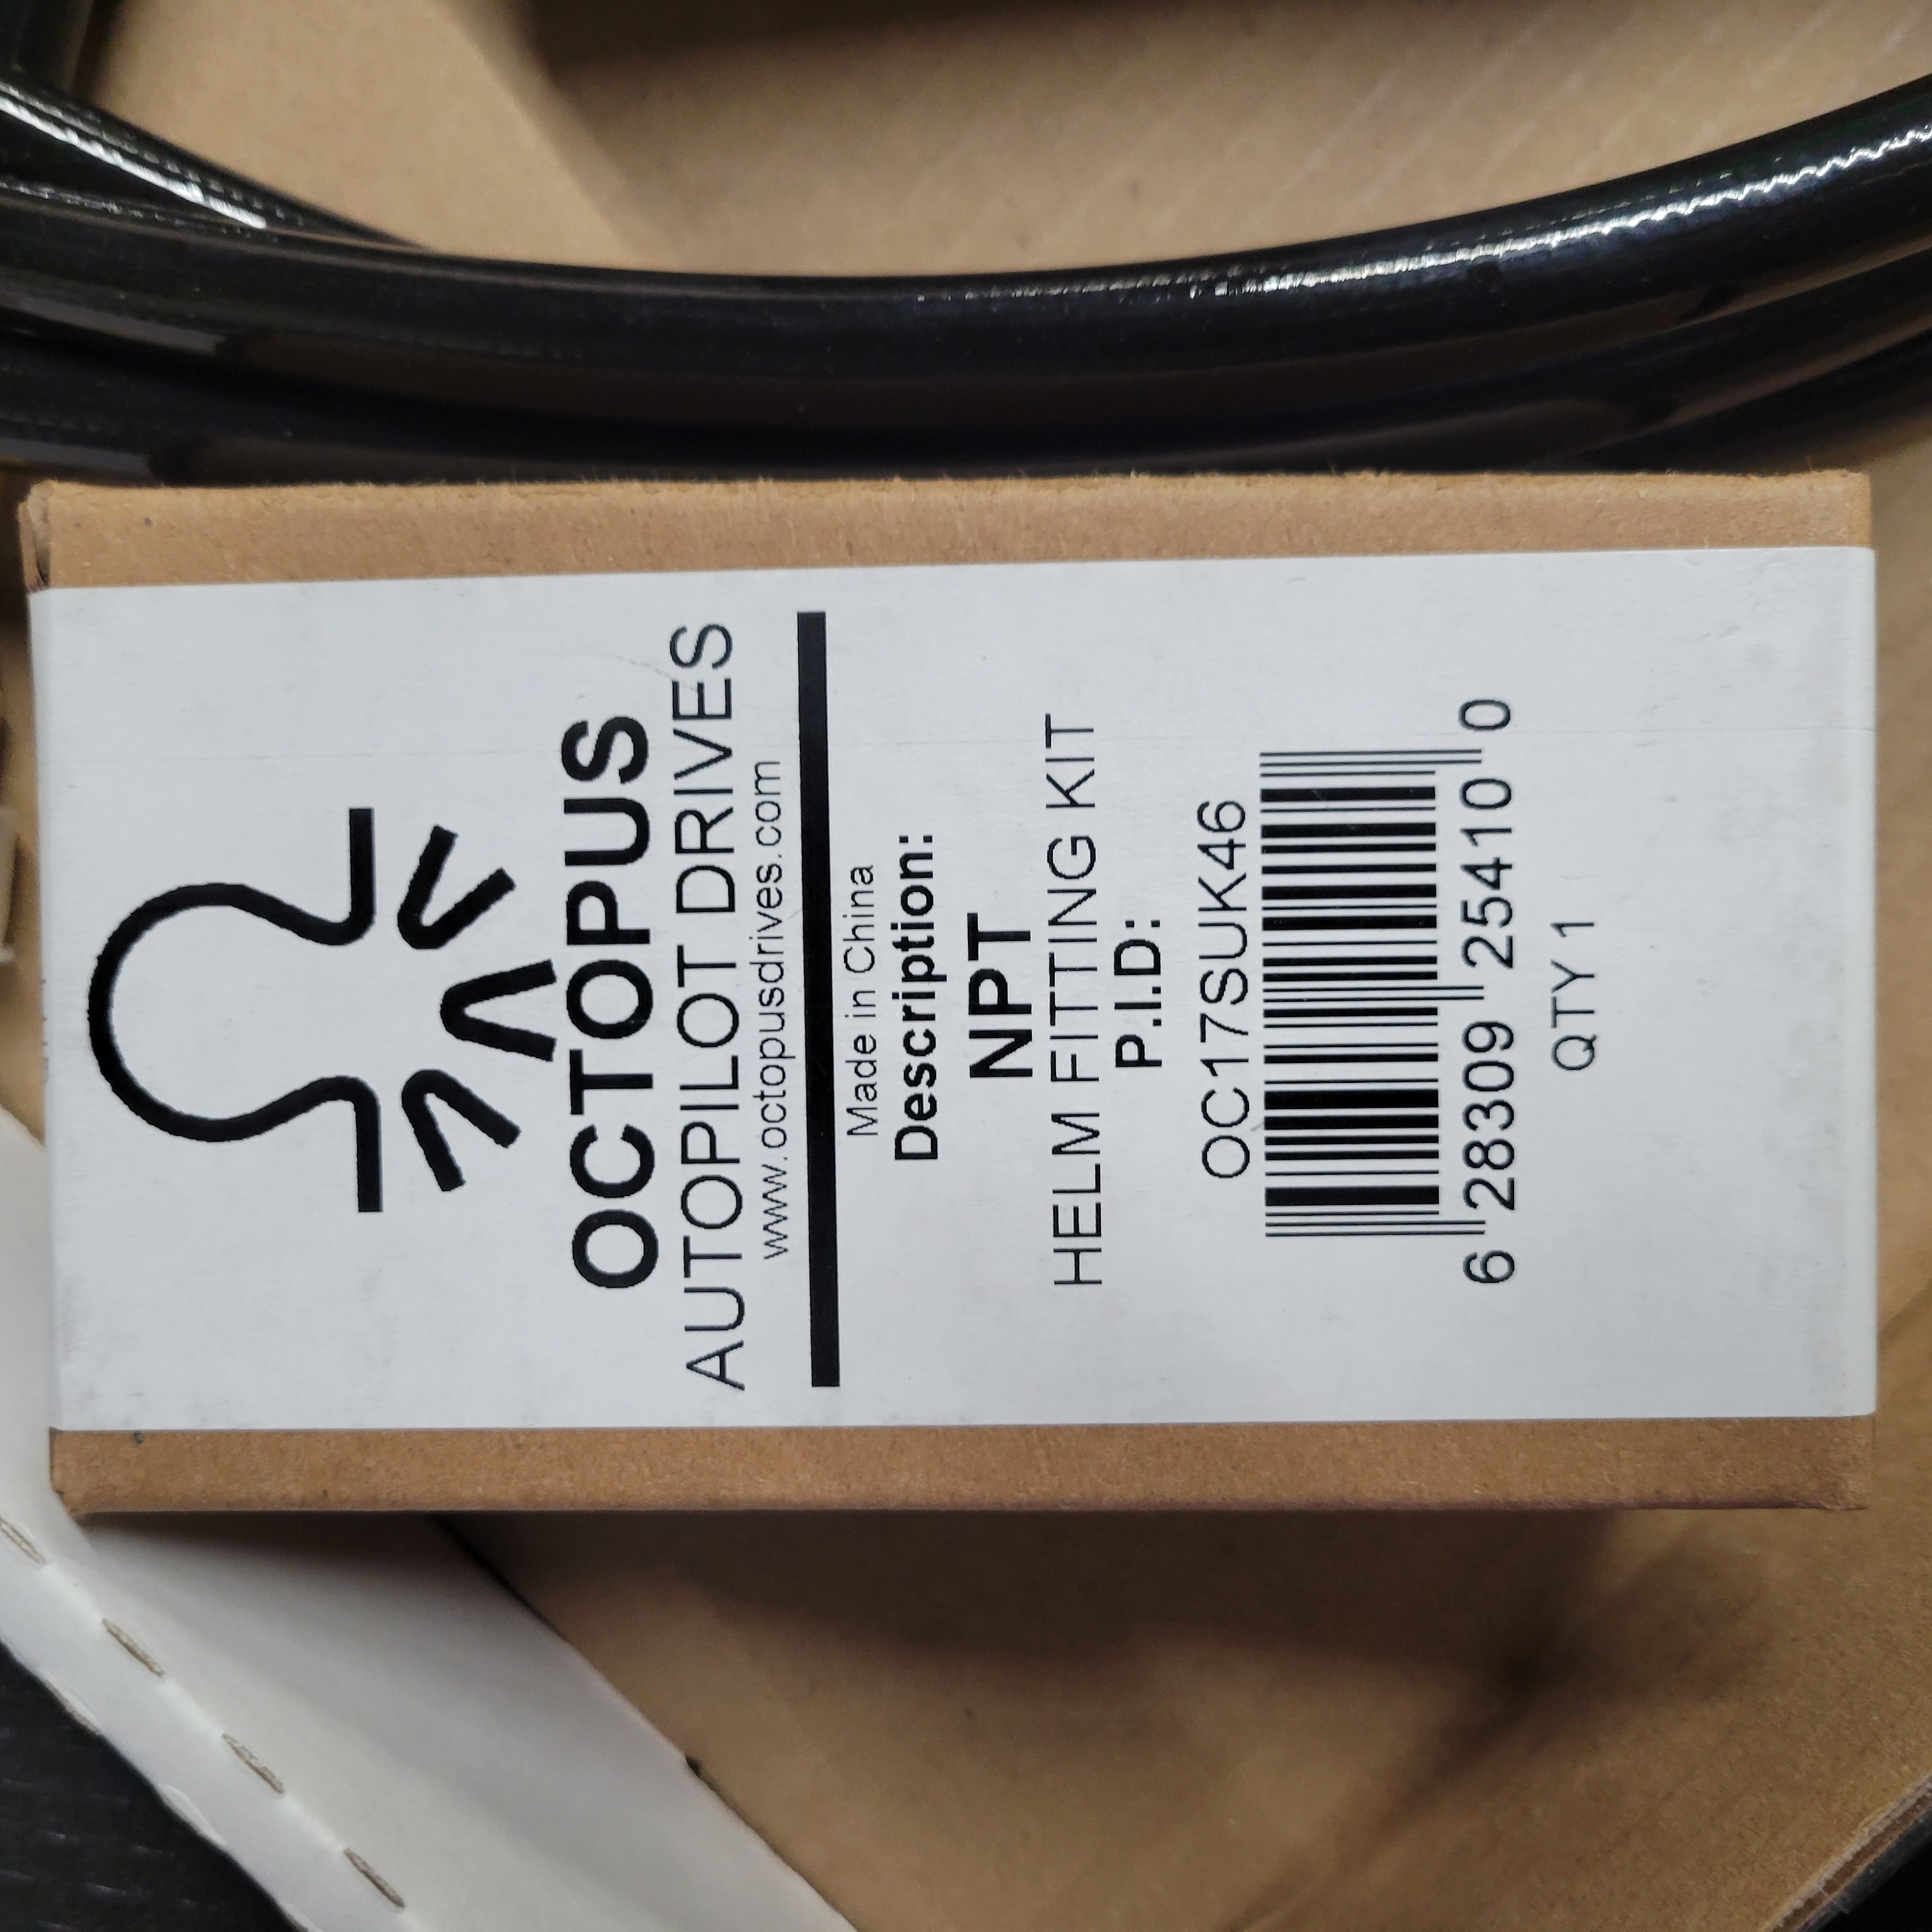 OCTOPUS
AUTOPILOT DRIVES
www.octopusdrives.com
Made in China
Description:
NPT
HELM FITTING KIT
P.I.D:
OC17SUK46
6 28309 25410 0
QTY 1